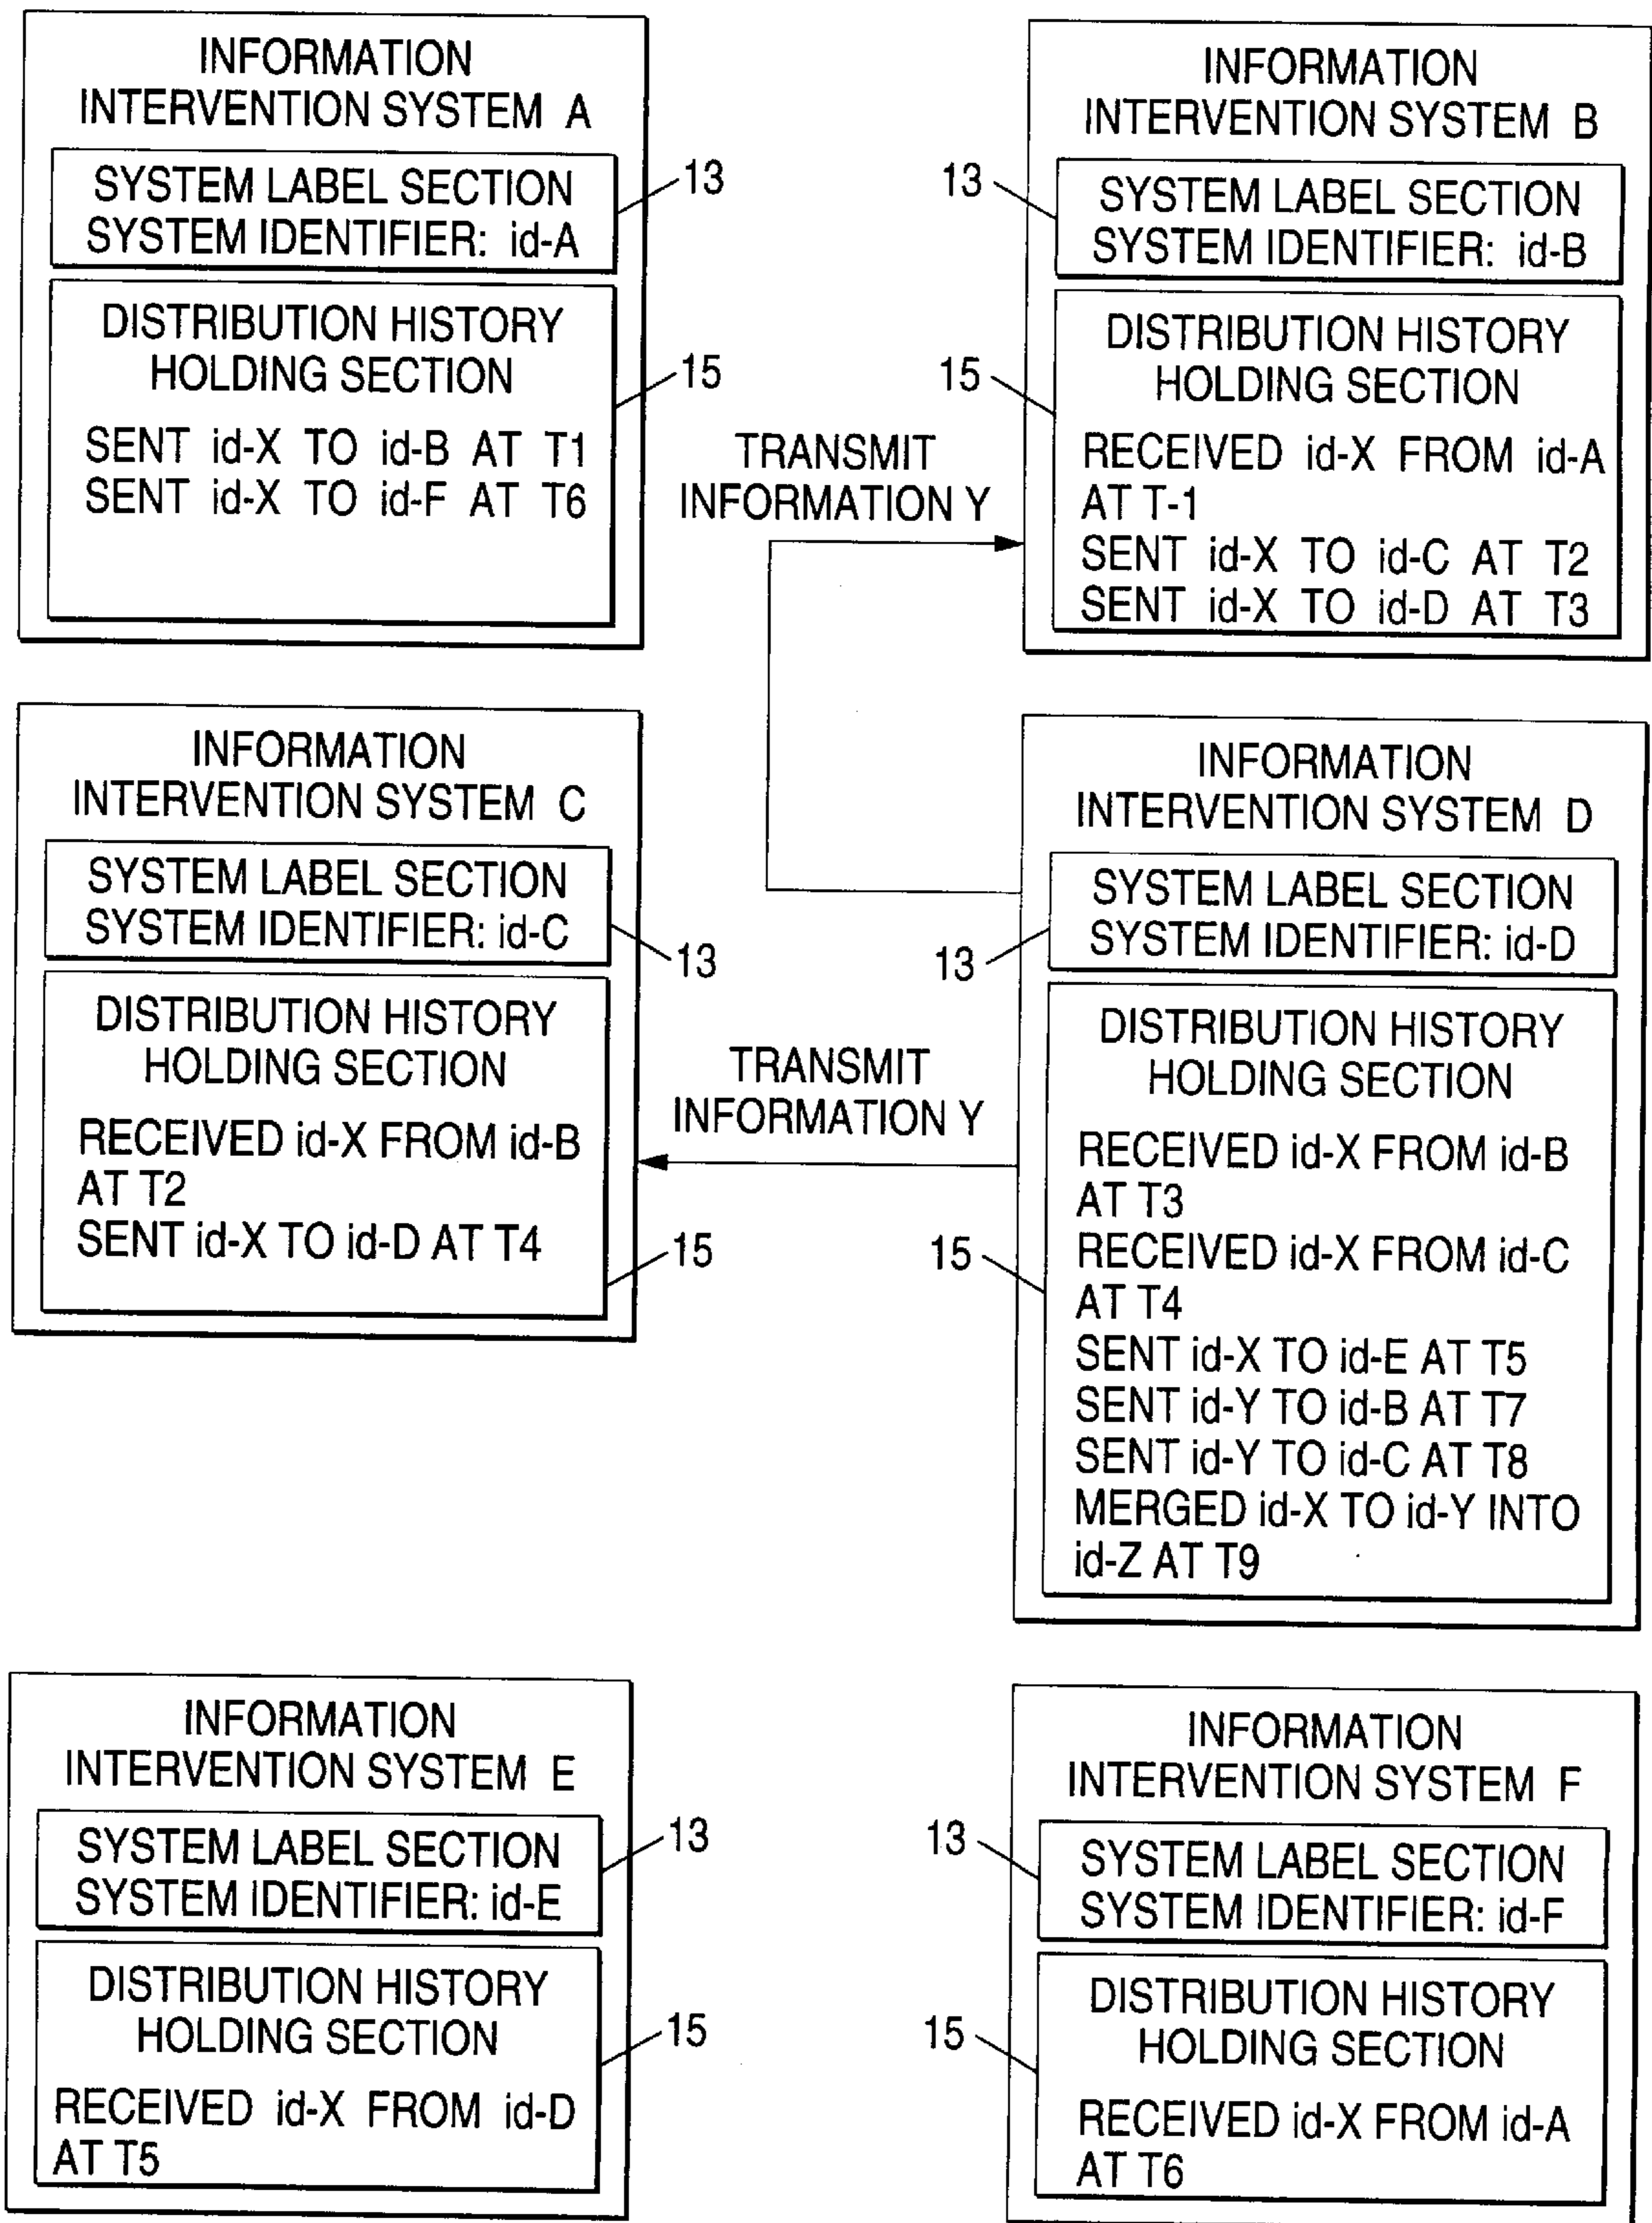 INFORMATION
INTERVENTION SYSTEM A
SYSTEM LABEL SECTION
SYSTEM IDENTIFIER: id-A
13
DISTRIBUTION HISTORY
HOLDING SECTION
15
SENT id-X TO id-B AT T1
SENT id-X TO id-F AT T6
TRANSMIT
INFORMATION Y
INFORMATION
INTERVENTION SYSTEM B
13
SYSTEM LABEL SECTION
SYSTEM IDENTIFIER: id-B
DISTRIBUTION HISTORY
15
HOLDING SECTION
RECEIVED id-X FROM id-A
AT T-1
SENT id-X TO id-C AT T2
SENT id-X TO id-D AT T3
INFORMATION
INTERVENTION SYSTEM C
SYSTEM LABEL SECTION
SYSTEM IDENTIFIER: id-C
13
DISTRIBUTION HISTORY
HOLDING SECTION
RECEIVED id-X FROM id-B
AT T2
SENT id-X TO id-D AT T4
15
TRANSMIT
INFORMATION Y
INFORMATION
INTERVENTION SYSTEM D
SYSTEM LABEL SECTION
SYSTEM IDENTIFIER: id-D
13
DISTRIBUTION HISTORY
HOLDING SECTION
RECEIVED id-X FROM id-B
AT T3
15
RECEIVED id-X FROM id-C
AT T4
SENT id-X TO id-E AT T5
SENT id-Y TO id-B AT T7
SENT id-Y TO id-C AT T8
MERGED id-X TO id-Y INTO
id-Z AT T9
INFORMATION
INTERVENTION SYSTEM E
SYSTEM LABEL SECTION
SYSTEM IDENTIFIER: id-E
13
DISTRIBUTION HISTORY
HOLDING SECTION
15
RECEIVED id-X FROM id-D
AT T5
INFORMATION
INTERVENTION SYSTEM F
13
SYSTEM LABEL SECTION
SYSTEM IDENTIFIER: id-F
DISTRIBUTION HISTORY
15
HOLDING SECTION
RECEIVED id-X FROM id-A
AT T6